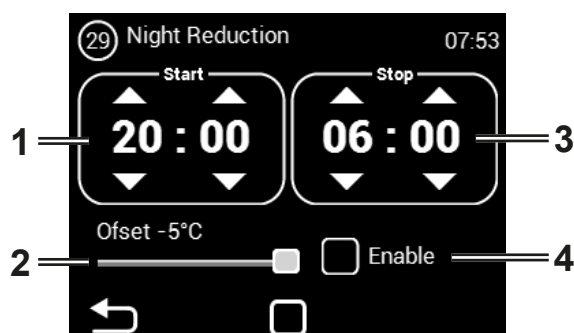 29 Night Reduction 07:53
Start Stop
1 20 : 00 06 : 00 3
Ofset -5°C
2 Enable 4